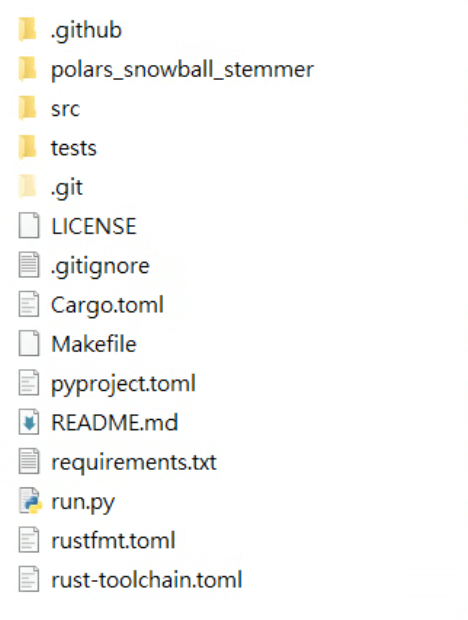 .github
polars_snowball_stemmer
src
tests
.git
LICENSE
.gitignore
Cargo.toml
Makefile
pyproject.toml
README.md
requirements.txt
run.py
rustfmt.toml
rust-toolchain.toml